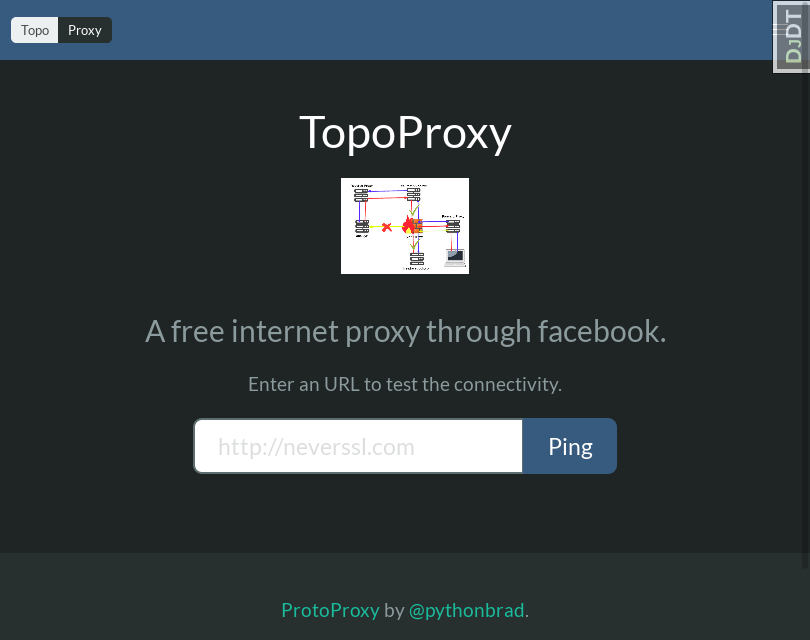 Topo Proxy
DJDT
TopoProxy
A free internet proxy through facebook.
Enter an URL to test the connectivity.
http://neverssl.com Ping
ProtoProxy by @pythonbrad.